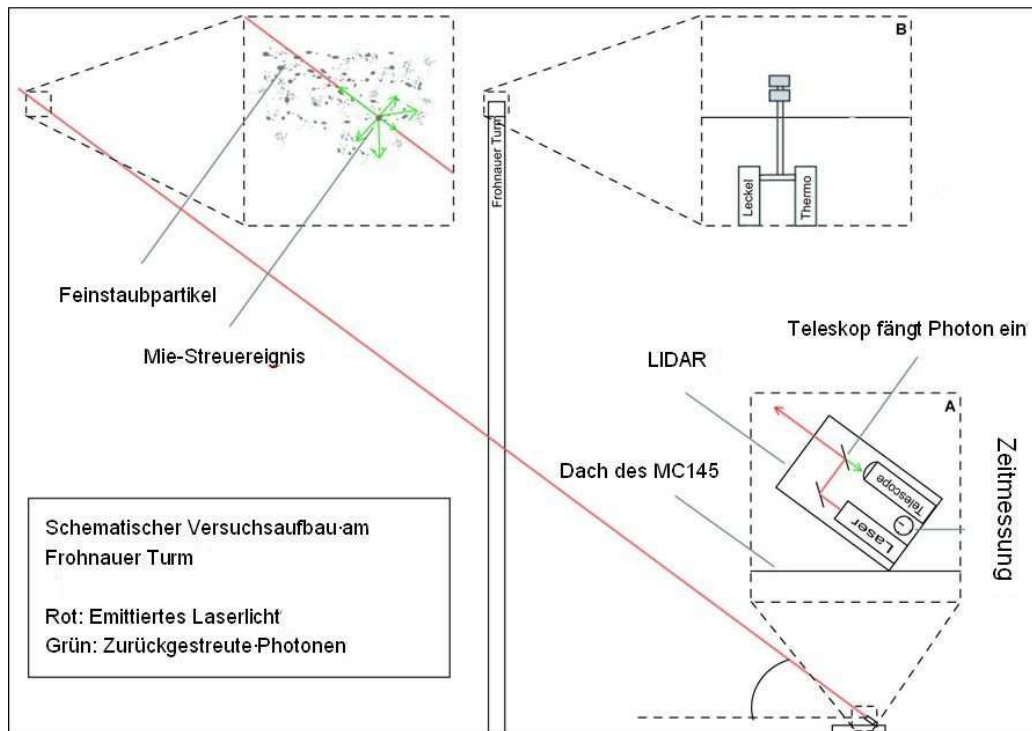 B
Frohnauer Turm
Leckel
Thermo
Feinstaubpartikel
Mie-Streuereignis
Teleskop fängt Photon ein
LIDAR
A
Dach des MC145
Telescope
Laser
Zeitmessung
Schematischer Versuchsaufbau·am
Frohnauer Turm
Rot: Emittiertes Laserlicht
Grün: Zurückgestreute·Photonen